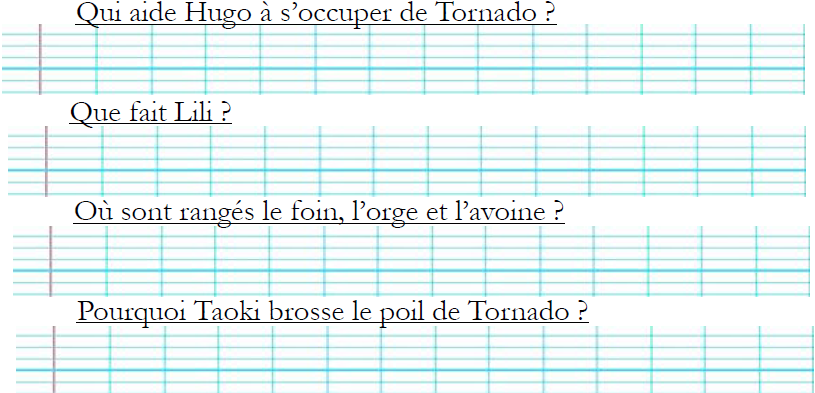 Qui aide Hugo à s’occuper de Tornado ?
Que fait Lili ?
Où sont rangés le foin, l’orge et l’avoine ?
Pourquoi Taoki brosse le poil de Tornado ?